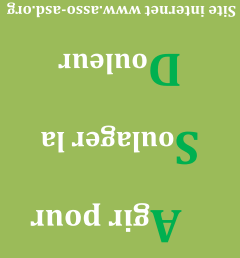 Agir pour
Soulager la
Douleur
Site internet www.asso-asd.org